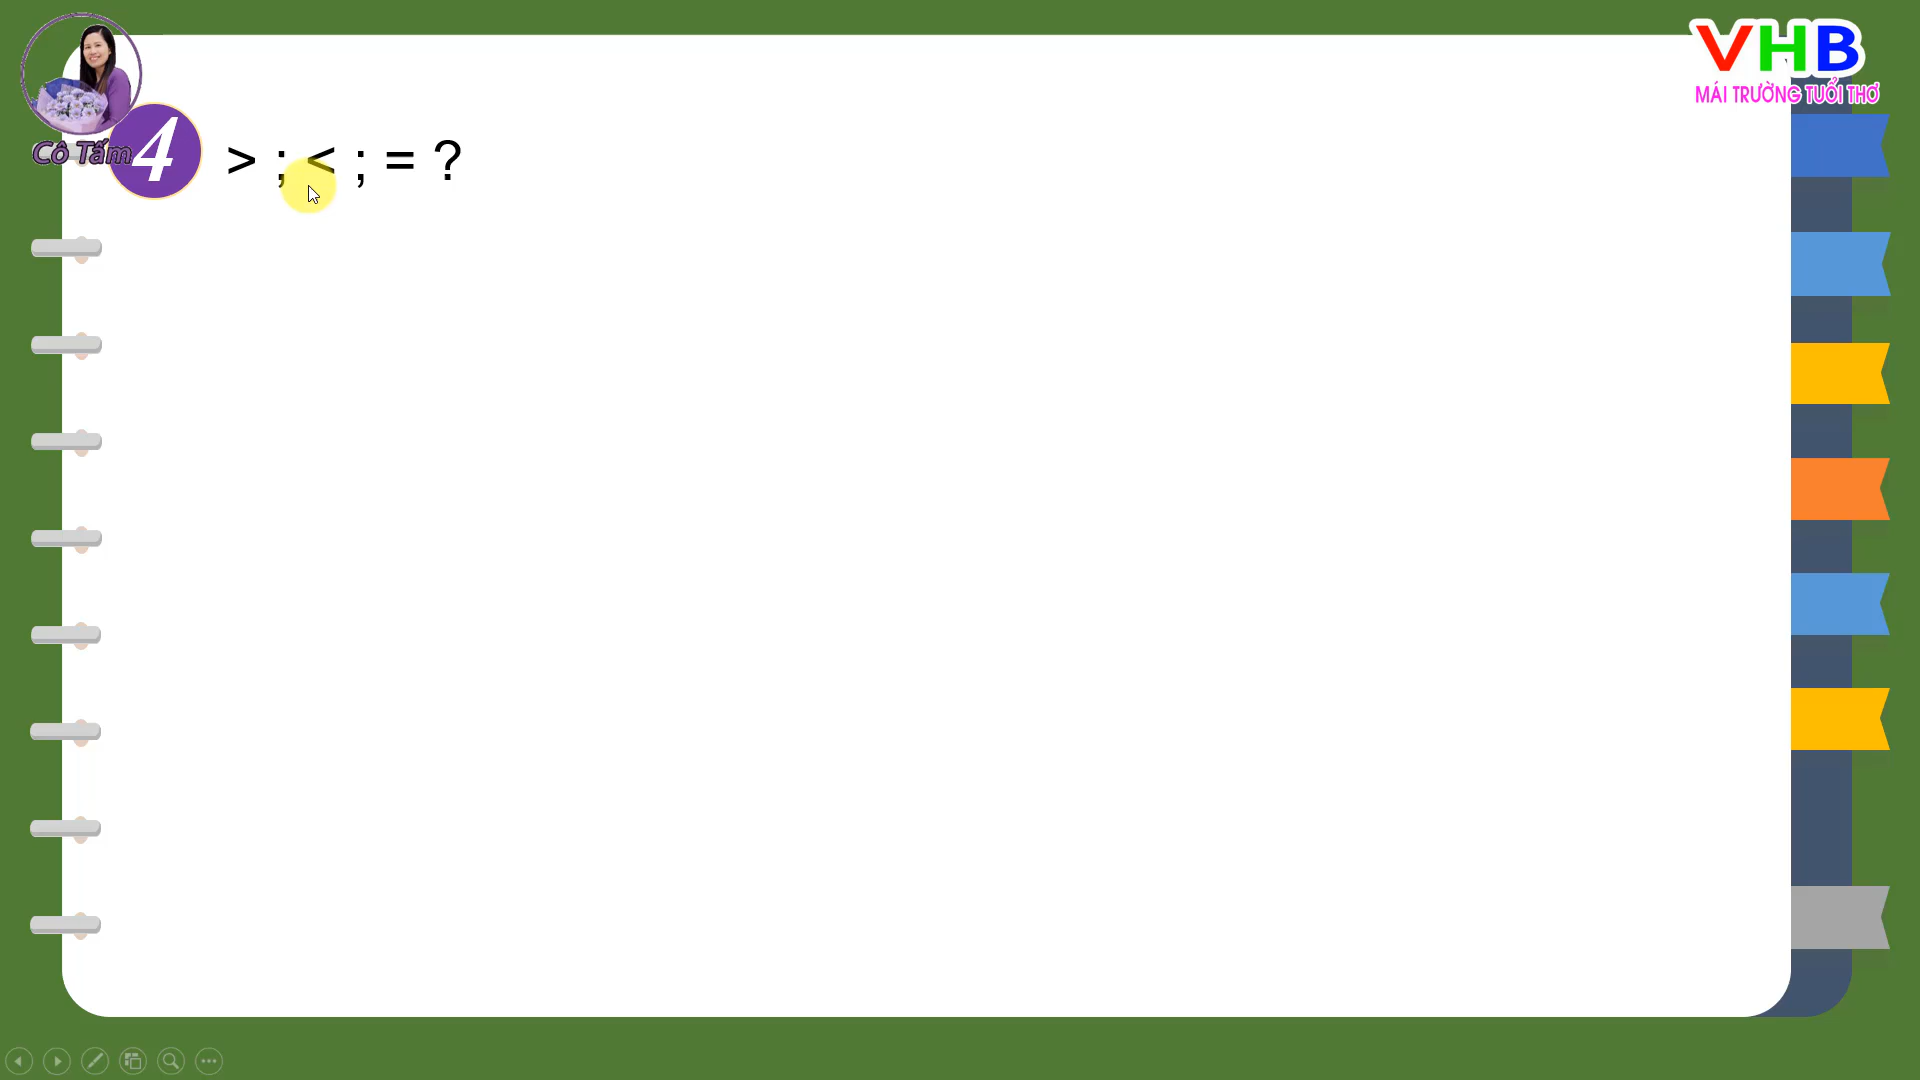 VHB
MÁI TRƯỜNG TUỔI THƠ
Cô Tấm
4 > ; < ; = ?